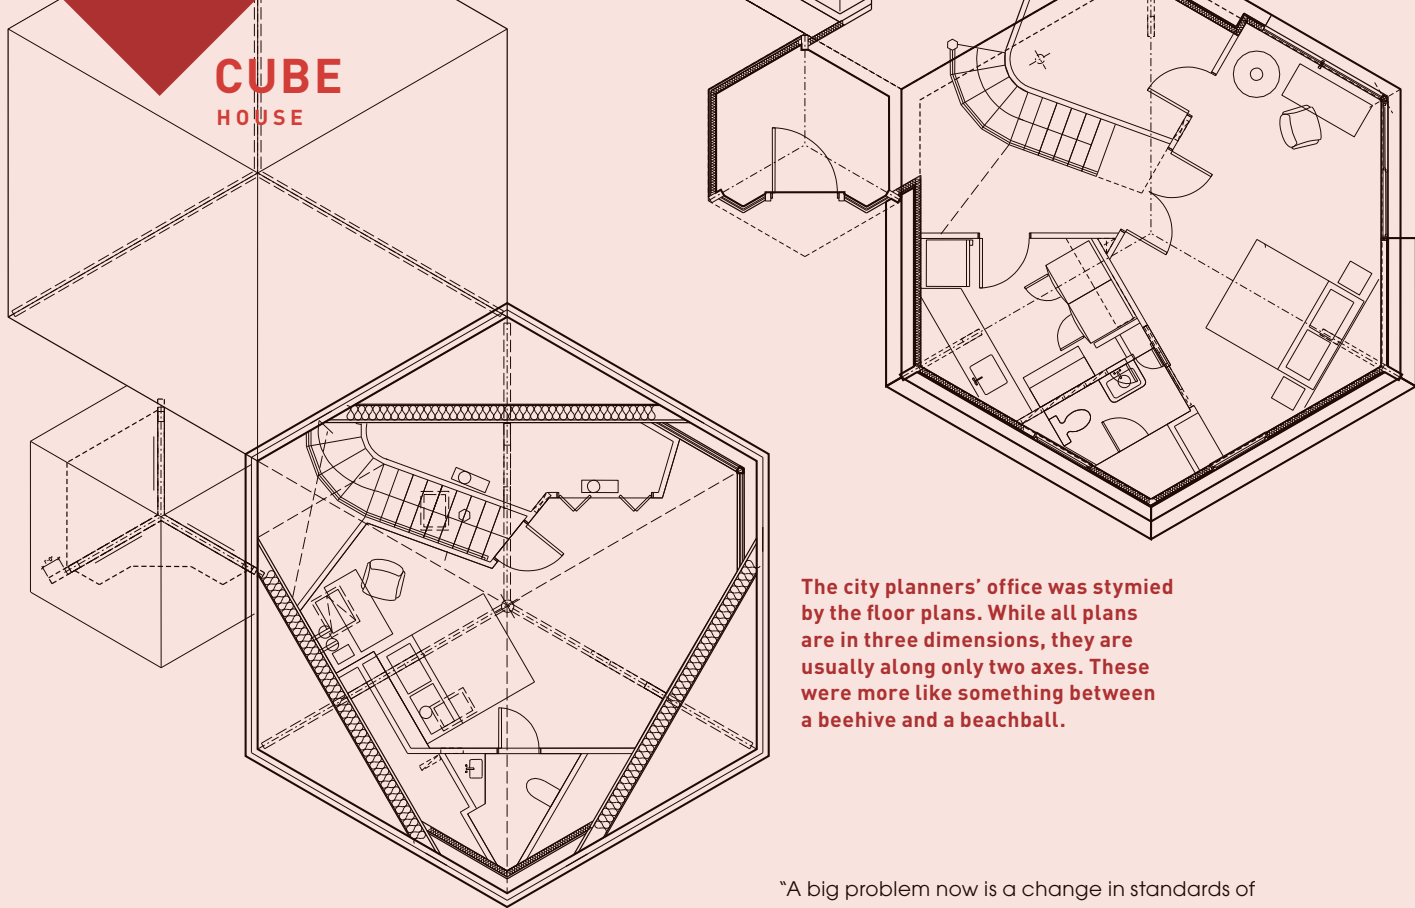 CUBE
HOUSE
The city planners’ office was stymied
by the floor plans. While all plans
are in three dimensions, they are
usually along only two axes. These
were more like something between
a beehive and a beachball.
“A big problem now is a change in standards of